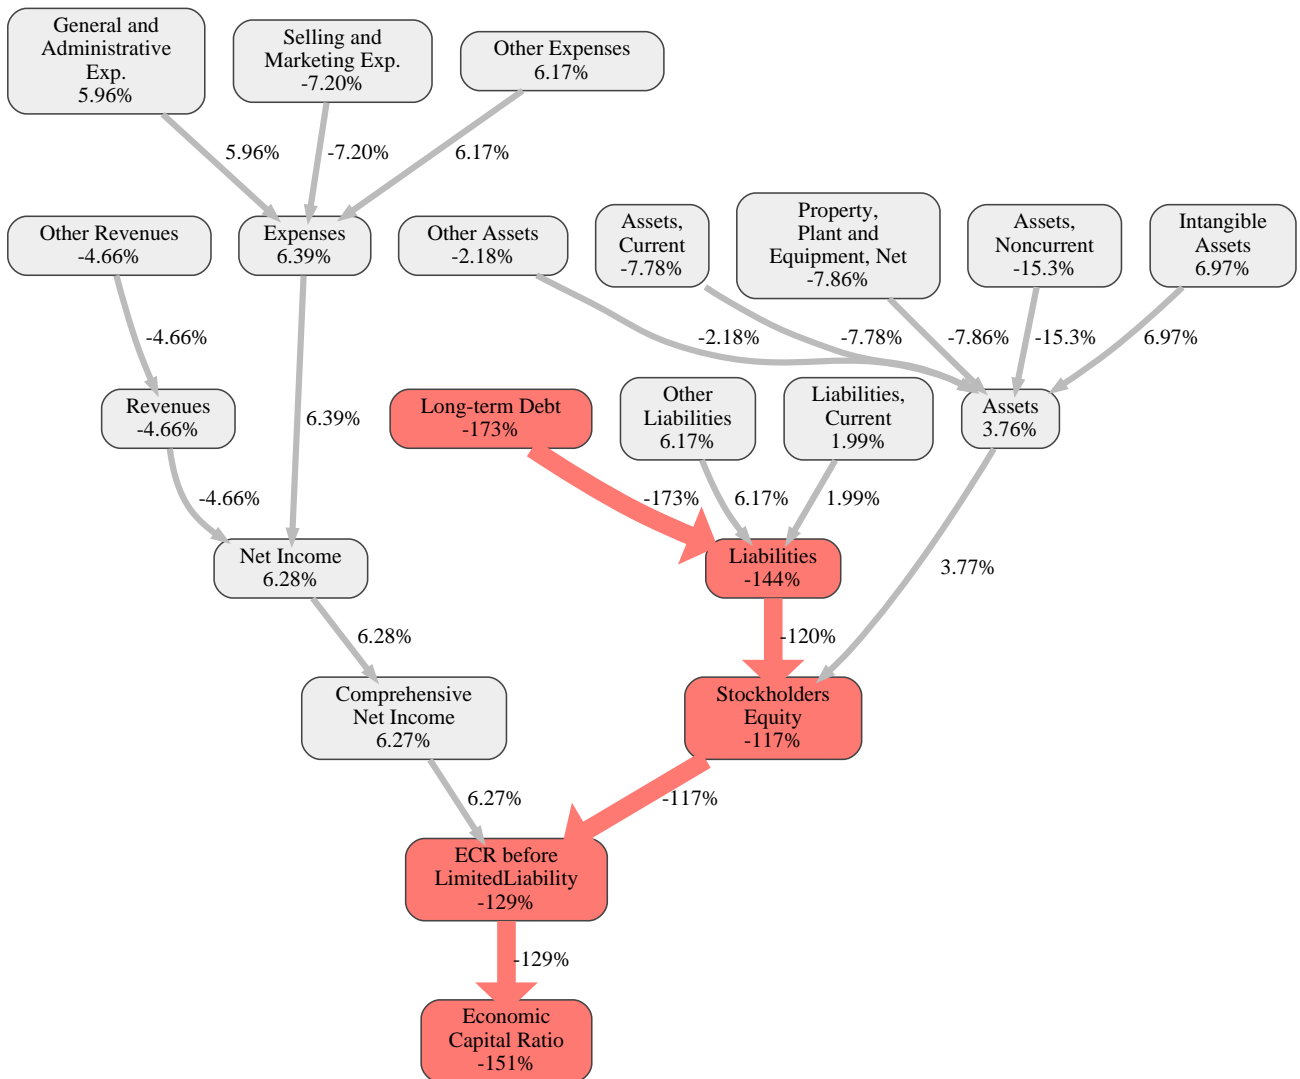 General and
Administrative
Exp.
5.96%
Selling and
Marketing Exp.
-7.20%
Other Expenses
6.17%
5.96%
-7.20%
6.17%
Other Revenues
-4.66%
Expenses
6.39%
Other Assets
-2.18%
Assets,
Current
-7.78%
Property,
Plant and
Equipment, Net
-7.86%
Assets,
Noncurrent
-15.3%
Intangible
Assets
6.97%
-4.66%
-2.18%
-7.78%
-7.86%
-15.3%
6.97%
Revenues
-4.66%
6.39%
Long-term Debt
-173%
Other
Liabilities
6.17%
Liabilities,
Current
1.99%
Assets
3.76%
-4.66%
-173%
6.17%
1.99%
Net Income
6.28%
Liabilities
-144%
3.77%
6.28%
-120%
Comprehensive
Net Income
6.27%
Stockholders
Equity
-117%
6.27%
-117%
ECR before
LimitedLiability
-129%
-129%
Economic
Capital Ratio
-151%